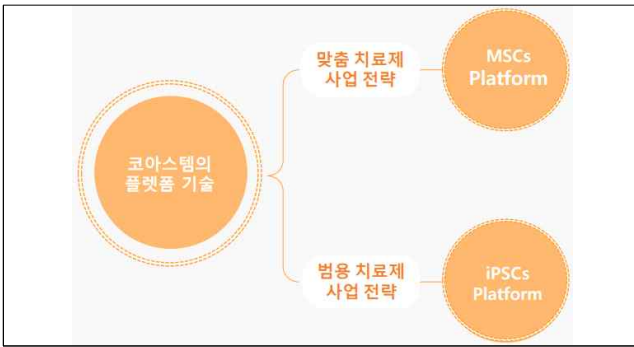 맞춤 치료제
사업 전략
MSCs
Platform
코아스템의
플렛폼 기술
범용 치료제
사업 전략
iPSCs
Platform